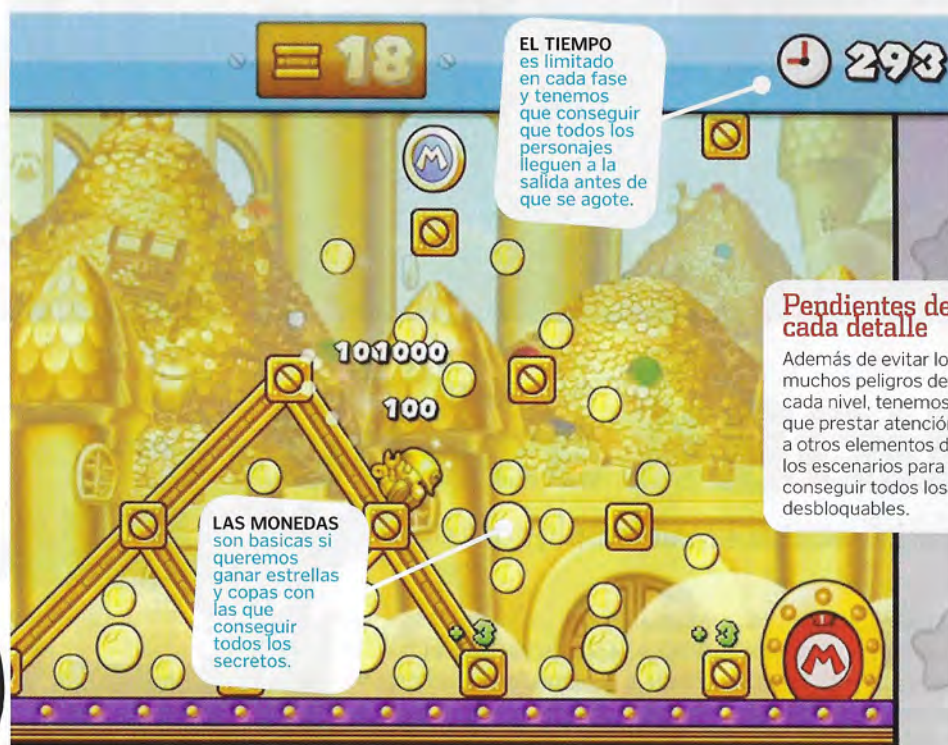 18
EL TIEMPO
es limitado
en cada fase
y tenemos
que conseguir
que todos los
personajes
lleguen a la
salida antes de
que se agote.
293
M
101000
100
Pendientes de
cada detalle
Además de evitar lo
muchos peligros de
cada nivel, tenemos
que prestar atención
a otros elementos d
los escenarios para
conseguir todos los
desbloquables.
LAS MONEDAS
son basicas si
queremos
ganar estrellas
y copas con
las que
conseguir
todos los
secretos.
+3
+3
M